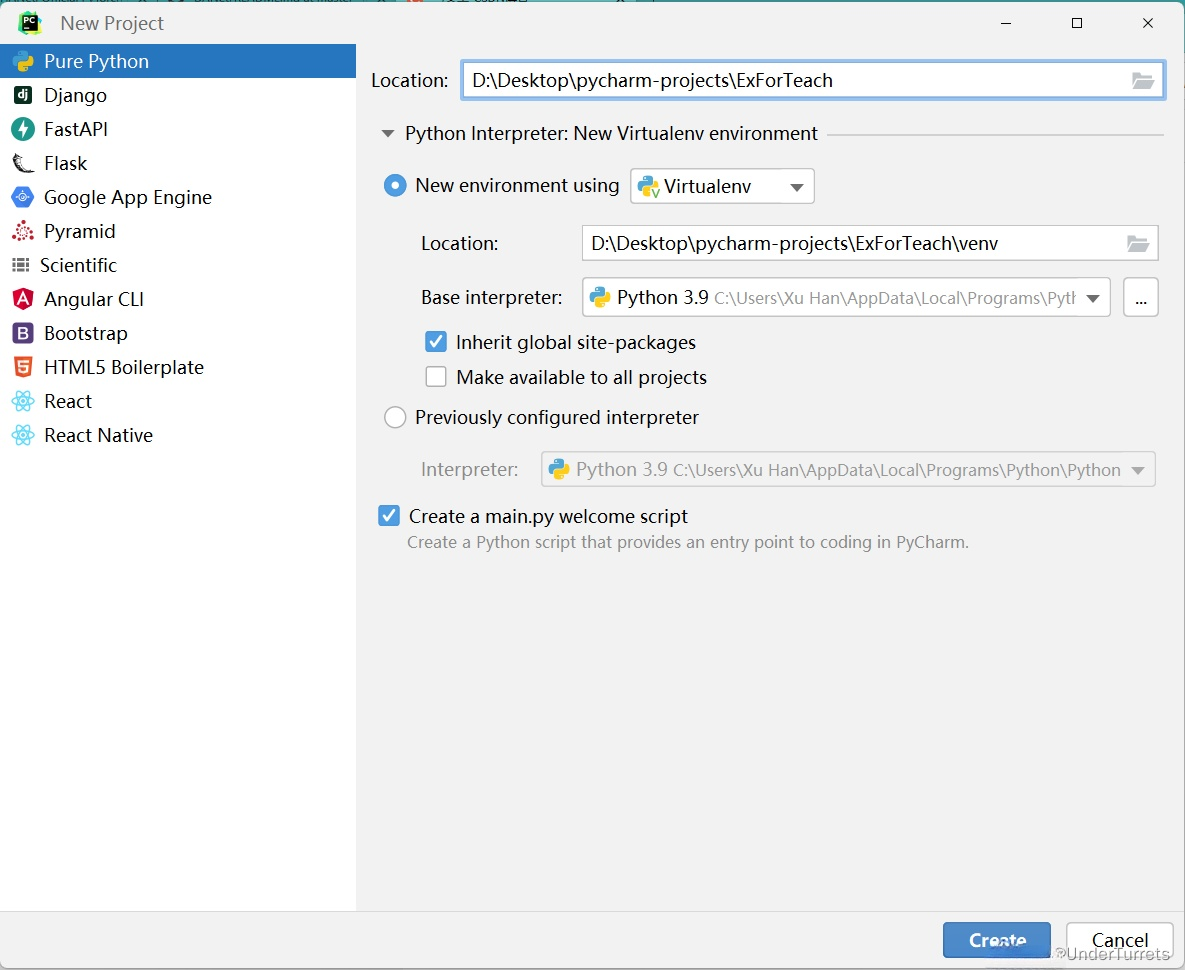 New Project
Pure Python
Django
FastAPI
Flask
Google App Engine
Pyramid
Scientific
Angular CLI
Bootstrap
HTML5 Boilerplate
React
React Native
Location: D:\Desktop\pycharm-projects\ExForTeach
Python Interpreter: New Virtualenv environment
New environment using Virtualenv
Location: D:\Desktop\pycharm-projects\ExForTeach\venv
Base interpreter: Python 3.9 C:\Users\Xu Han\AppData\Local\Programs\Pyth ...
Inherit global site-packages
Make available to all projects
Previously configured interpreter
Interpreter: Python 3.9 C:\Users\Xu Han\AppData\Local\Programs\Python\Python
Create a main.py welcome script
Create a Python script that provides an entry point to coding in PyCharm.
Create Cancel
@UnderTurrets